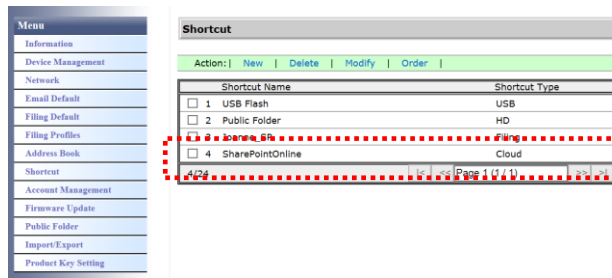 Menu
Information
Device Management
Network
Email Default
Filing Default
Filing Profiles
Address Book
Shortcut
Account Management
Firmware Update
Public Folder
Import/Export
Product Key Setting
Shortcut
Action: | New | Delete | Modify | Order |
Shortcut Name Shortcut Type
1 USB Flash USB
2 Public Folder HD
3 Joanne_SP Filing
4 SharePointOnline Cloud
4/24 |< << Page 1 (1 / 1) >> >|